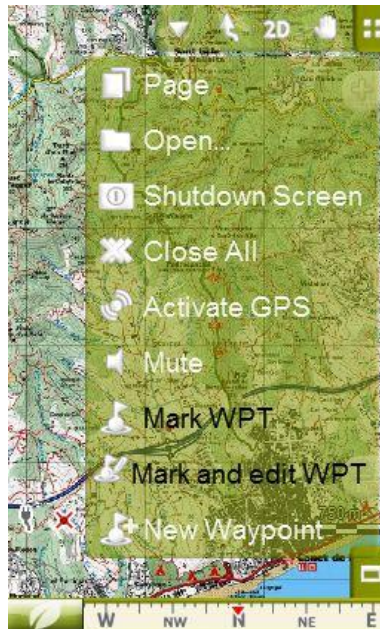 2D
Page
Open...
Shutdown Screen
Close All
Activate GPS
Mute
Mark WPT
Mark and edit WPT
750 m
New Waypoint
W NW N NE E